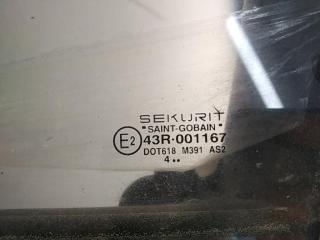 SEKURIT
"SAINT-GOBAIN"
E2 43R-001167
DOT618 M391 AS2
4 ..